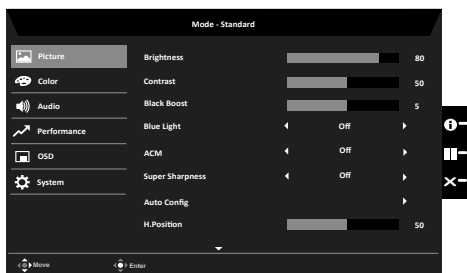 Mode - Standard
Picture
Color
Audio
Performance
OSD
System
Brightness 80
Contrast 50
Black Boost 5
Blue Light Off
ACM Off
Super Sharpness Off
Auto Config
H.Position 50
Move Enter